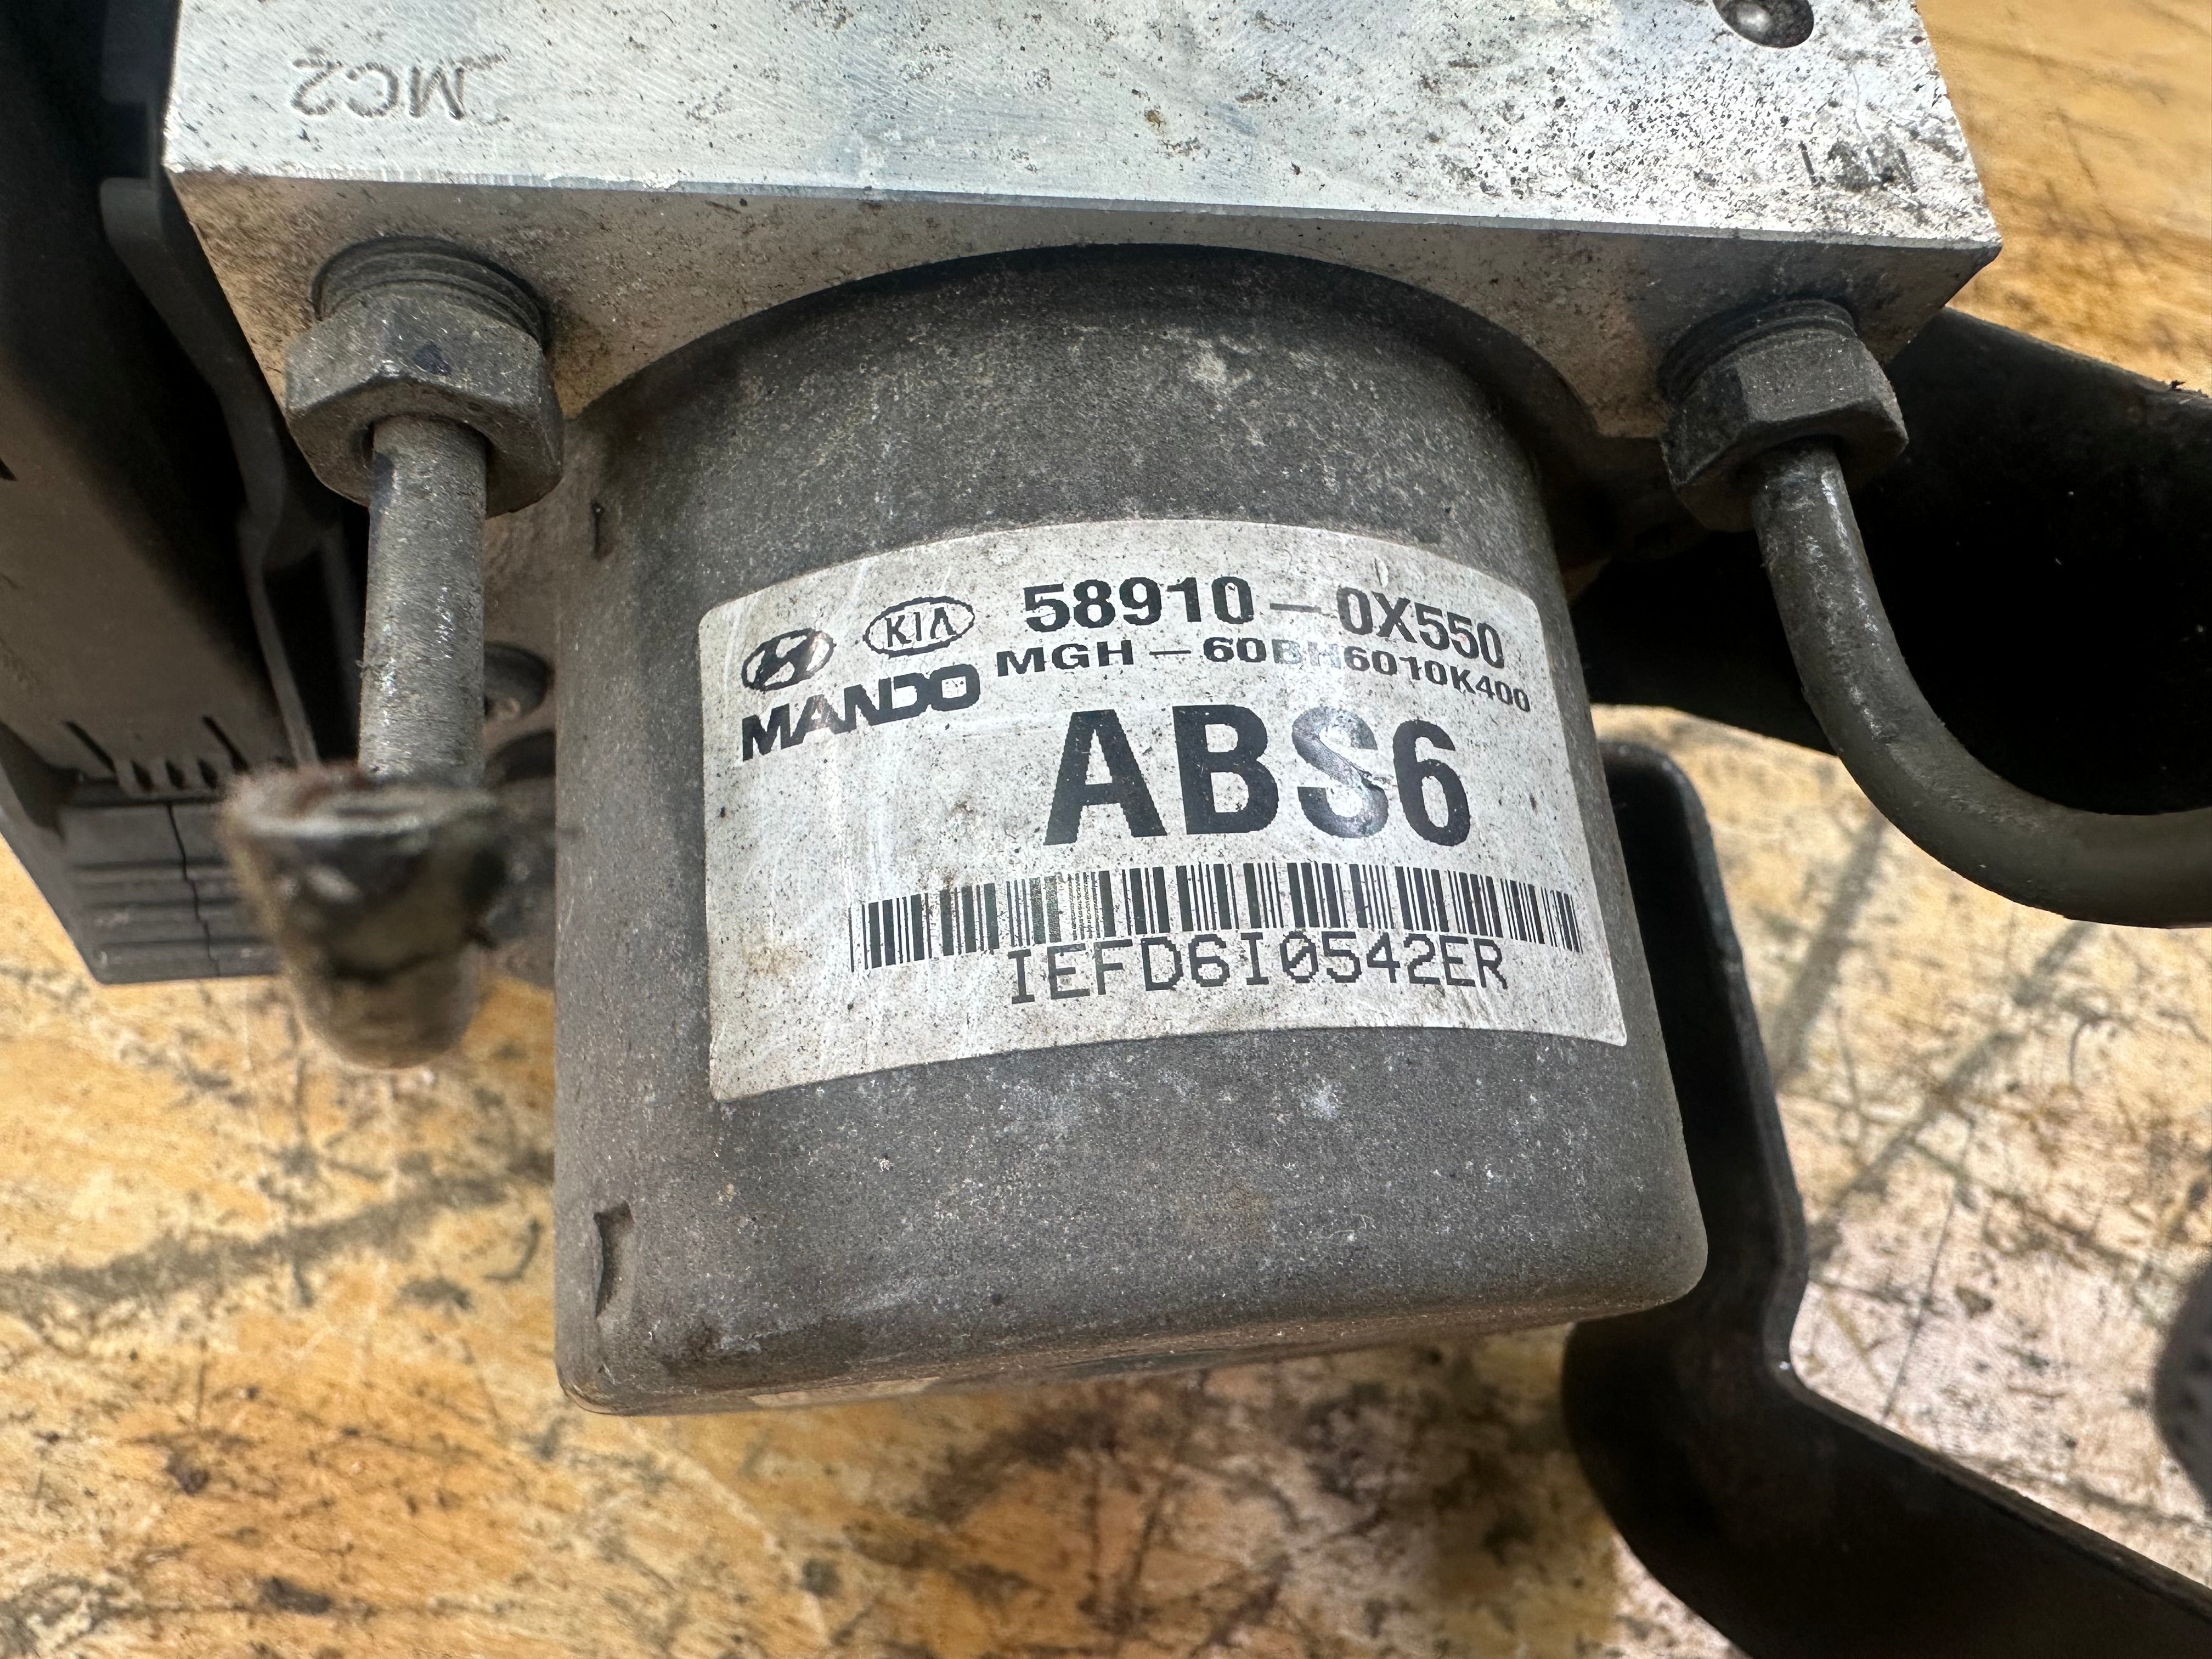 MC2
KIA 58910-0X550
MGH-60BH6010K400
MANDO
ABS6
IEFD6I0542ER